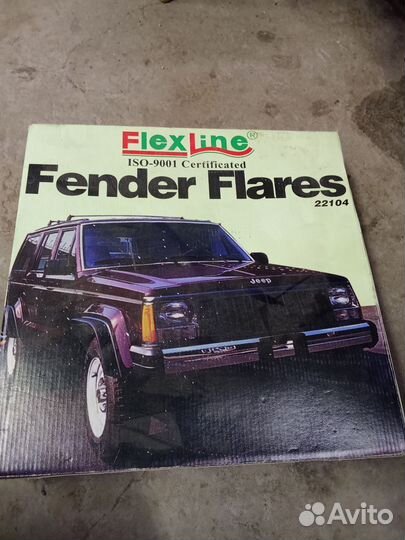 FlexLine®
ISO-9001 Certificated
Fender Flares
22104
Jeep
Avito